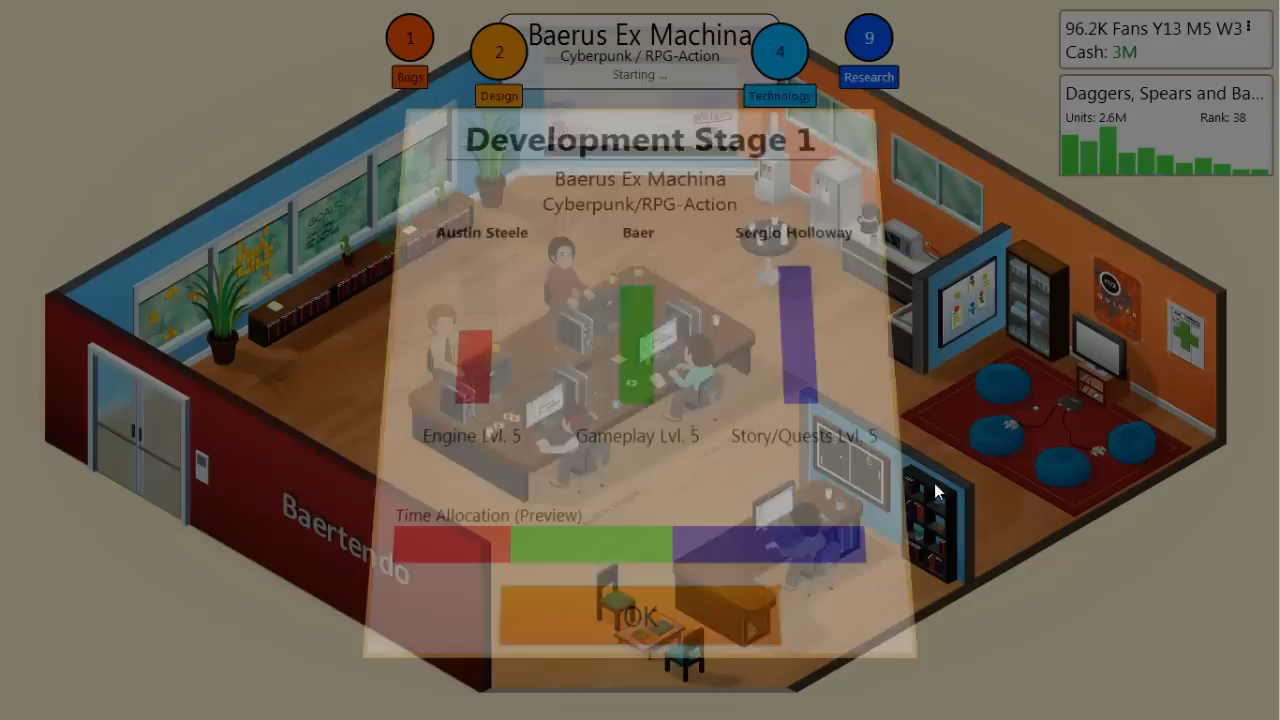 1
2
Baerus Ex Machina
Cyberpunk / RPG-Action
Starting ...
4
9
Bugs
Design
Technology
Research
96.2K Fans Y13 M5 W3
Cash: 3M
Daggers, Spears and Ba...
Units: 2.6M
Rank: 38
Development Stage 1
Baerus Ex Machina
Cyberpunk/RPG-Action
Austin Steele
Baer
Sergio Holloway
Engine Lvl. 5
Gameplay Lvl. 5
Story/Quests Lvl. 5
Time Allocation (Preview)
OK
GOALS
Baertendo